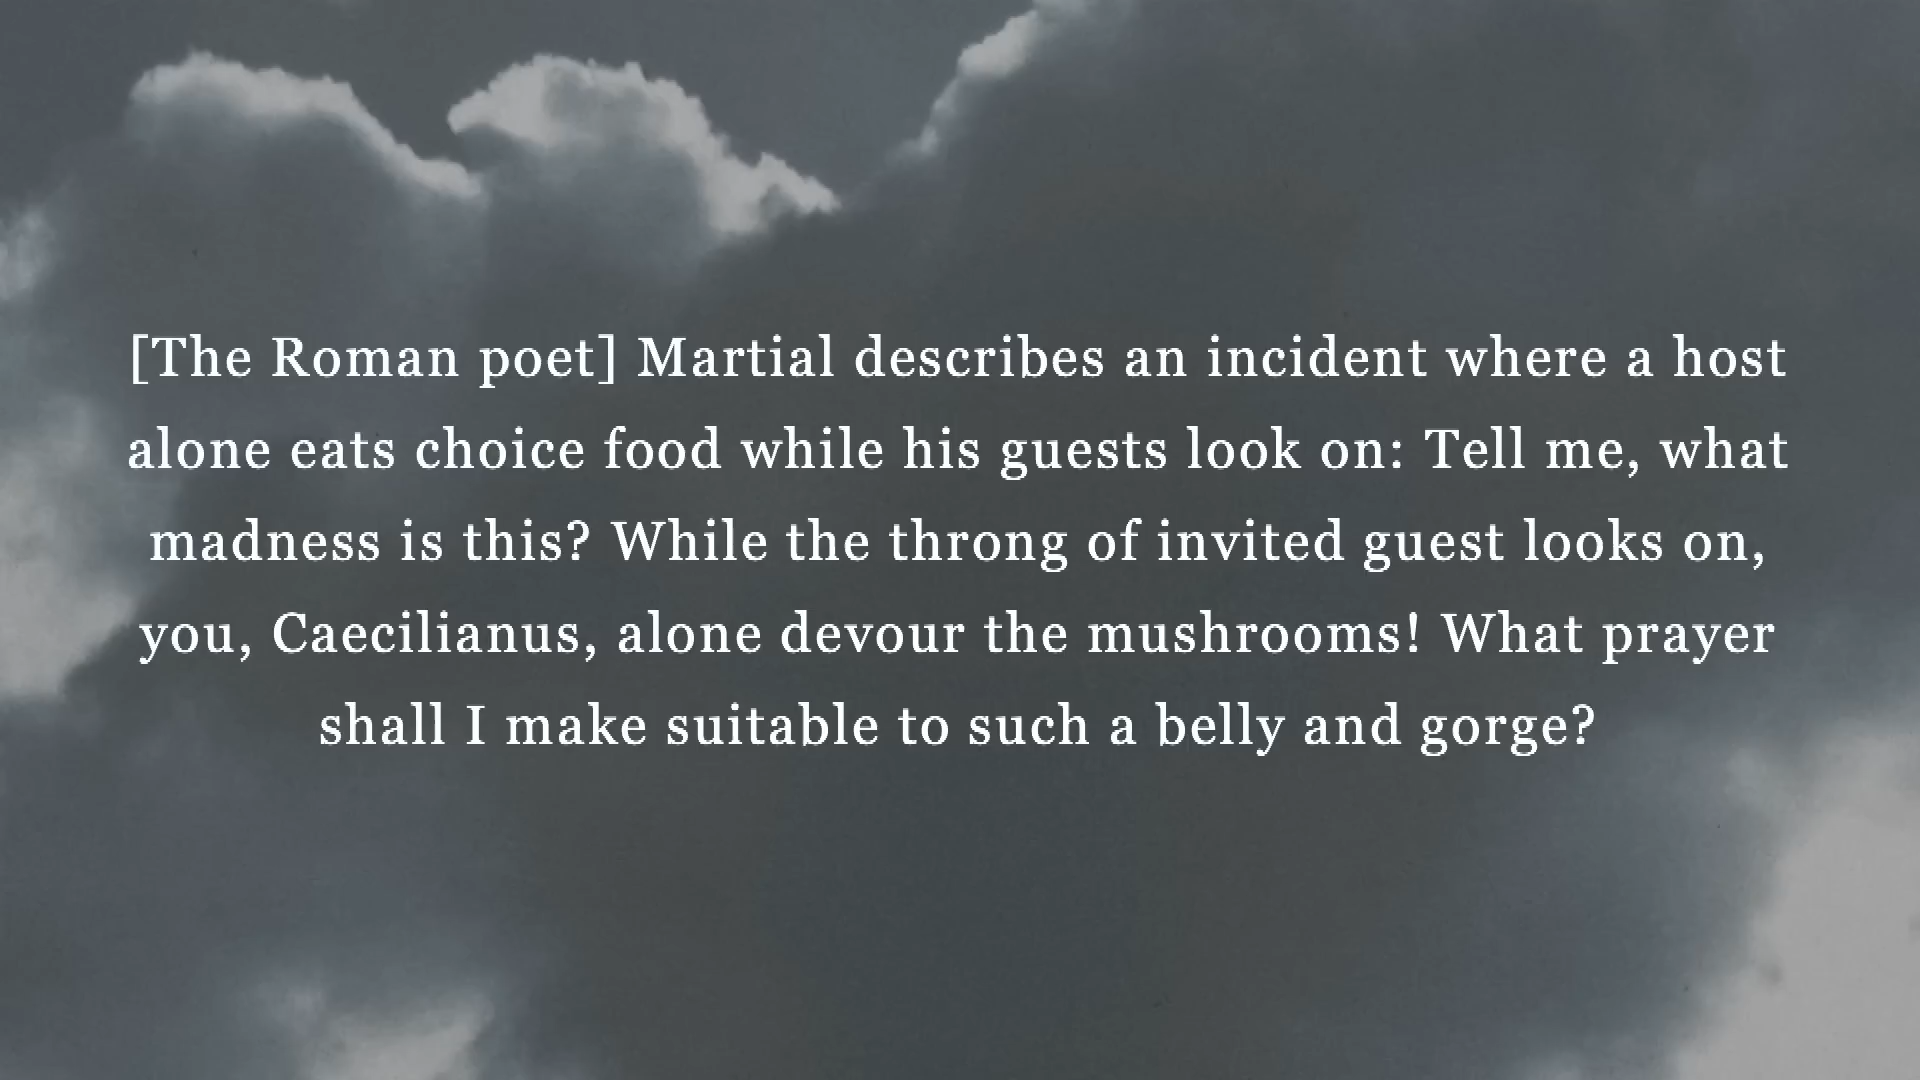 [The Roman poet] Martial describes an incident where a host
alone eats choice food while his guests look on: Tell me, what
madness is this? While the throng of invited guest looks on,
you, Caecilianus, alone devour the mushrooms! What prayer
shall I make suitable to such a belly and gorge?